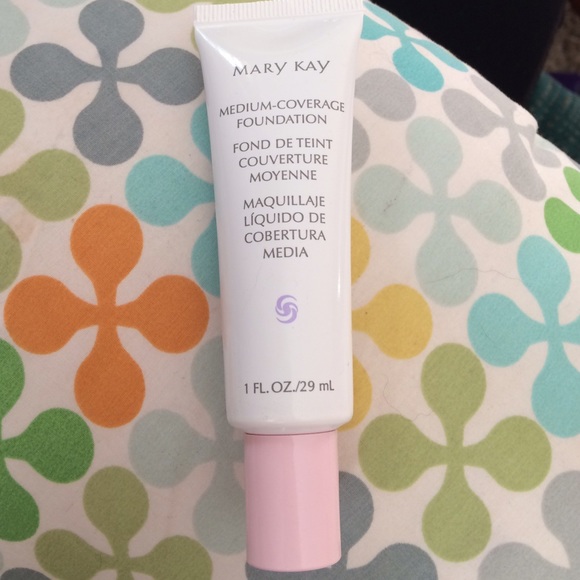 MARY KAY
MEDIUM-COVERAGE
FOUNDATION
FOND DE TEINT
COUVERTURE
MOYENNE
MAQUILLAJE
LÍQUIDO DE
COBERTURA
MEDIA
1 FL. OZ./29 mL